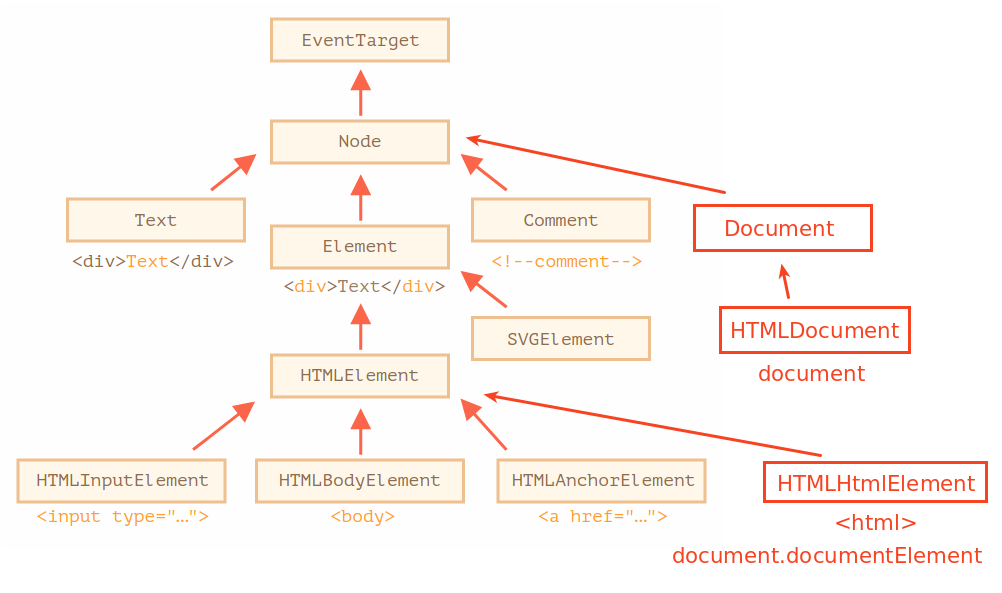 EventTarget
Node
Text
<div>Text</div>
Element
<div>Text</div>
Comment
<!--comment-->
Document
SVGElement
HTMLDocument
document
HTMLElement
HTMLInputElement
<input type="…">
HTMLBodyElement
<body>
HTMLAnchorElement
<a href="…">
HTMLHtmlElement
<html>
document.documentElement